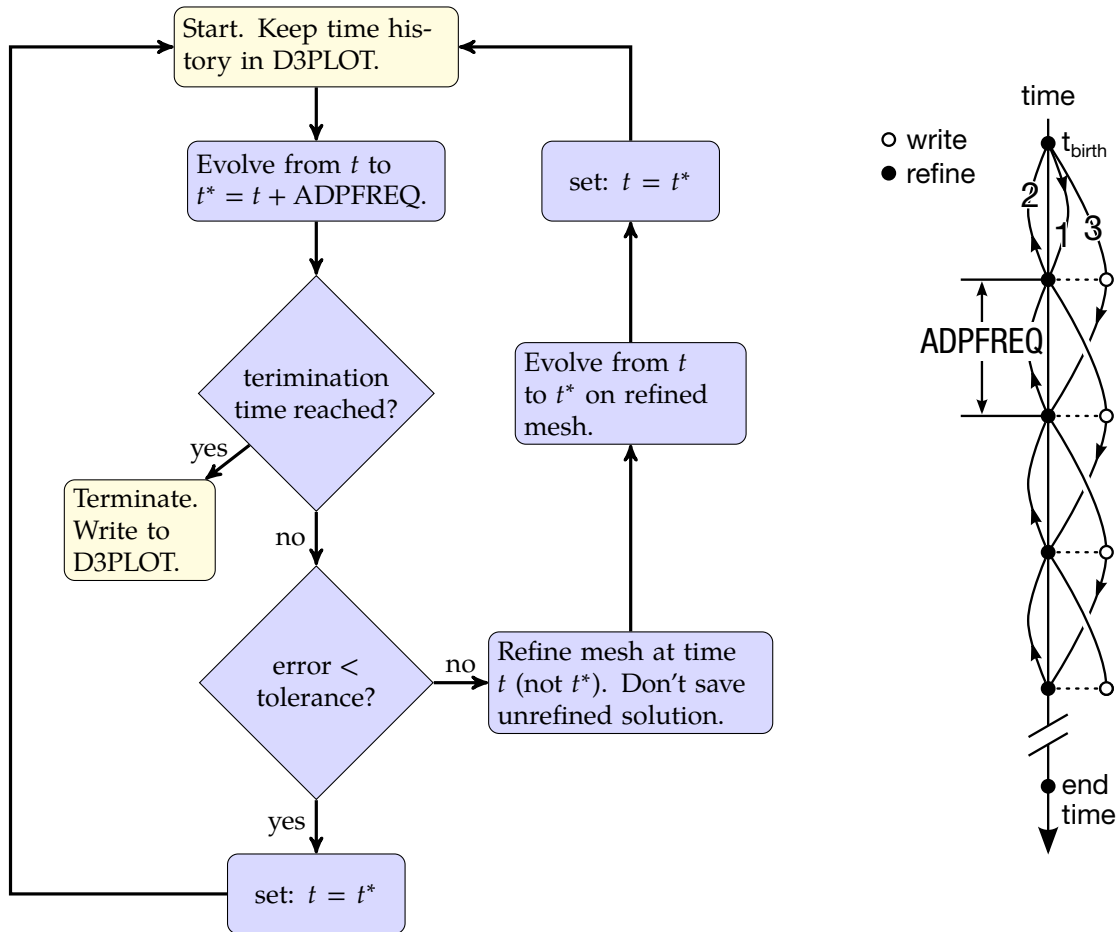 Start. Keep time his-
tory in D3PLOT.
Evolve from t to
t* = t + ADPFREQ.
set: t = t*
terimination
time reached?
yes
Terminate.
Write to
D3PLOT.
no
Evolve from t
to t* on refined
mesh.
error <
tolerance?
no
Refine mesh at time
t (not t*). Don't save
unrefined solution.
yes
set: t = t*
time
write
refine
t_birth
2
1
3
ADPFREQ
end
time